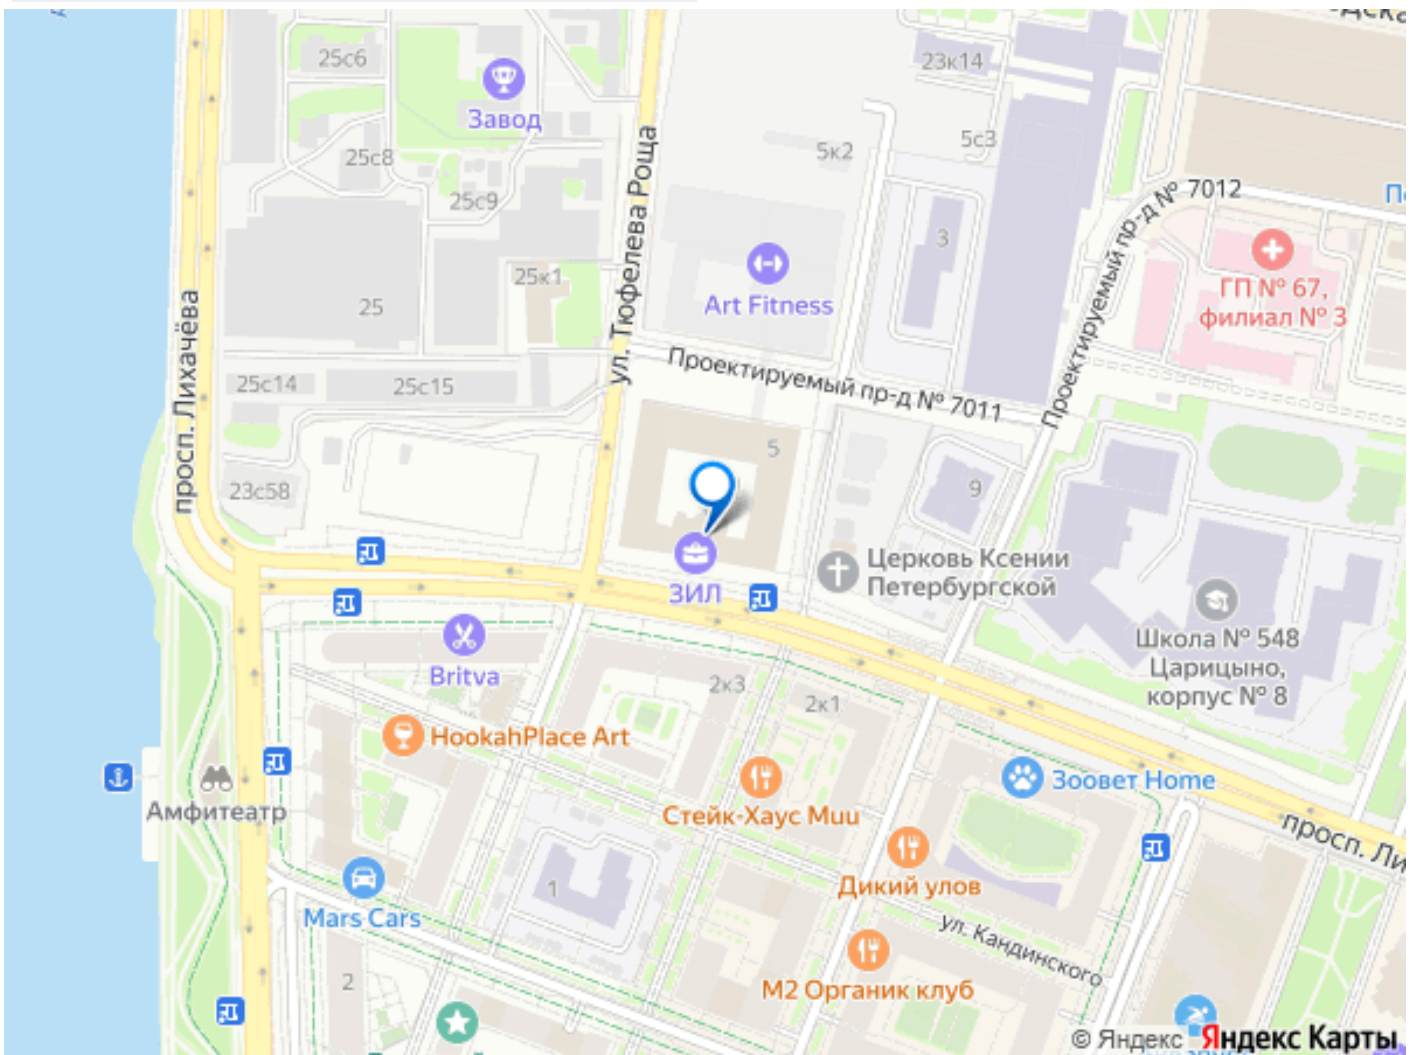 25с6
23к14
Завод
5с3
5к2
25с8
7012
25с9
ул. Тюфелева Роща
Проектируемый пр-д №
3
25к1
Art Fitness
ГП № 67,
филиал № 3
25
просп. Лихачёва
Проектируемый пр-д № 7011
25с14
25с15
5
23с58
9
Церковь Ксении
Петербургской
ЗИЛ
Школа № 548
Царицыно,
корпус № 8
Britva
2к3
2к1
HookahPlace Art
Зоовет Home
Амфитеатр
Стейк-Хаус Muu
просп. Ли
Дикий улов
1
Mars Cars
ул. Кандинского
2
М2 Органик клуб
© Яндекс Яндекс Карты